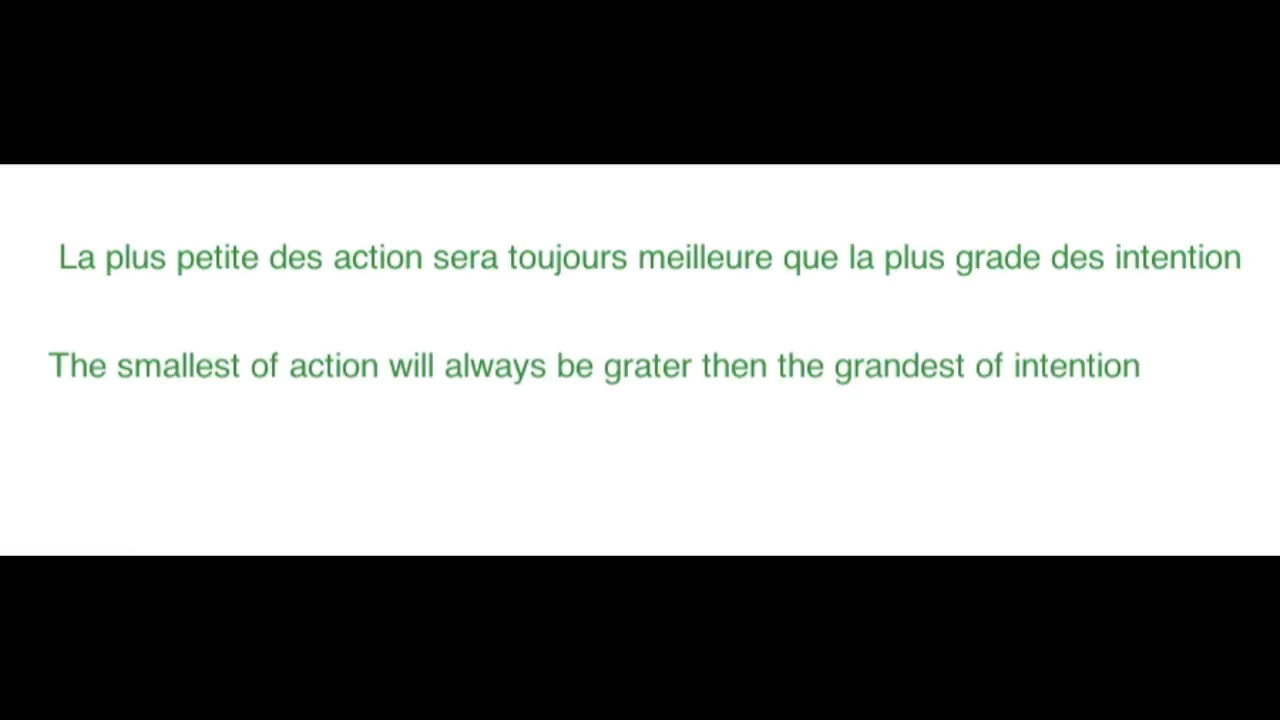 La plus petite des action sera toujours meilleure que la plus grade des intention
The smallest of action will always be grater then the grandest of intention